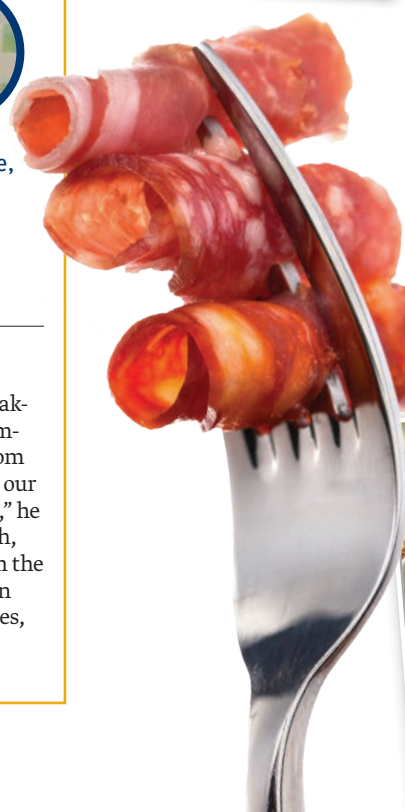 e,
ak-
m-
om
our
,” he
h,
n the
n
es,